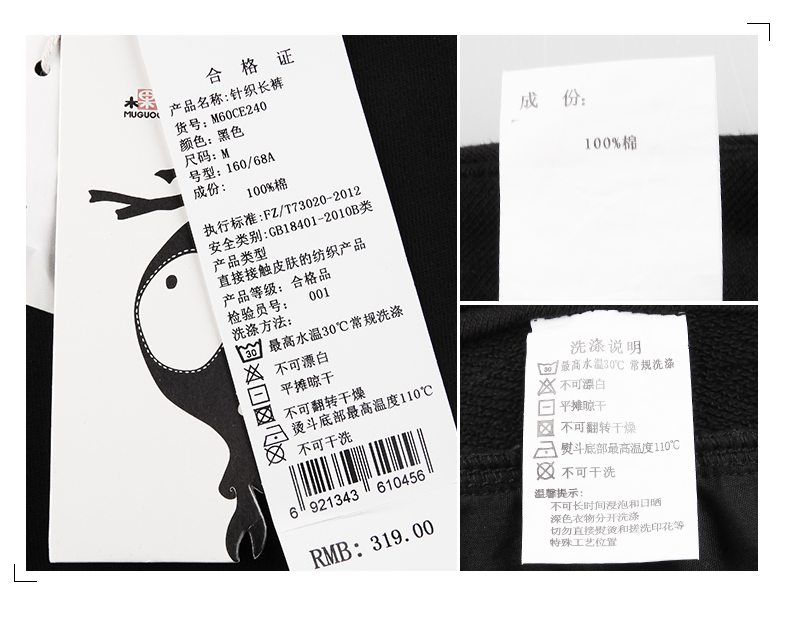 木果
MUGUO
合格证
产品名称:针织长裤
货号:M60CE240
颜色:黑色
尺码:M
号型:160/68A
成份: 100%棉
执行标准:FZ/T73020-2012
安全类别:GB18401-2010B类
产品类型
直接接触皮肤的纺织产品
产品等级: 合格品
检验员号: 001
洗涤方法:
30 最高水温30℃常规洗涤
不可漂白
平摊晾干
不可翻转干燥
烫斗底部最高温度110℃
不可干洗
6 921343 610456
RMB: 319.00
成 份:
100%棉
洗涤说明
30 最高水温30℃ 常规洗涤
不可漂白
平摊晾干
不可翻转干燥
熨斗底部最高温度110℃
不可干洗
温馨提示:
不可长时间浸泡和日晒
深色衣物分开洗涤
切勿直接熨烫和搓洗印花等
特殊工艺位置